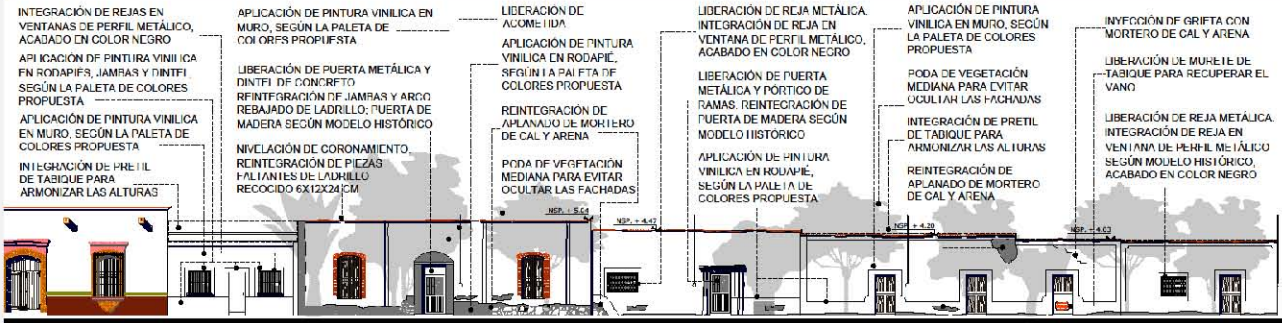 INTEGRACIÓN DE REJAS EN
VENTANAS DE PERFIL METÁLICO,
ACABADO EN COLOR NEGRO
APLICACIÓN DE PINTURA VINILICA
EN RODAPIÉS, JAMBAS Y DINTEL,
SEGÚN LA PALETA DE COLORES
PROPUESTA
APLICACIÓN DE PINTURA VINILICA
EN MURO, SEGÚN LA PALETA DE
COLORES PROPUESTA
INTEGRACIÓN DE PRETIL
DE TABIQUE PARA
ARMONIZAR LAS ALTURAS
APLICACIÓN DE PINTURA VINILICA EN
MURO, SEGÚN LA PALETA DE
COLORES PROPUESTA
LIBERACIÓN DE PUERTA METÁLICA Y
DINTEL DE CONCRETO
REINTEGRACIÓN DE JAMBAS Y ARCO
REBAJADO DE LADRILLO; PUERTA DE
MADERA SEGÚN MODELO HISTÓRICO
NIVELACIÓN DE CORONAMIENTO,
REINTEGRACIÓN DE PIEZAS
FALTANTES DE LADRILLO
RECOCIDO 6X12X24 CM
LIBERACIÓN DE
ACOMETIDA
APLICACIÓN DE PINTURA
VINILICA EN RODAPIÉ,
SEGÚN LA PALETA DE
COLORES PROPUESTA
REINTEGRACIÓN DE
APLANADO DE MORTERO
DE CAL Y ARENA
PODA DE VEGETACIÓN
MEDIANA PARA EVITAR
OCULTAR LAS FACHADAS
LIBERACIÓN DE REJA METÁLICA.
INTEGRACIÓN DE REJA EN
VENTANA DE PERFIL METÁLICO,
ACABADO EN COLOR NEGRO
LIBERACIÓN DE PUERTA
METÁLICA Y PÓRTICO DE
RAMAS. REINTEGRACIÓN DE
PUERTA DE MADERA SEGÚN
MODELO HISTÓRICO
APLICACIÓN DE PINTURA
VINILICA EN RODAPIÉ,
SEGÚN LA PALETA DE
COLORES PROPUESTA
APLICACIÓN DE PINTURA
VINILICA EN MURO, SEGÚN
LA PALETA DE COLORES
PROPUESTA
PODA DE VEGETACIÓN
MEDIANA PARA EVITAR
OCULTAR LAS FACHADAS
INTEGRACIÓN DE PRETIL
DE TABIQUE PARA
ARMONIZAR LAS ALTURAS
REINTEGRACIÓN DE
APLANADO DE MORTERO
DE CAL Y ARENA
INYECCIÓN DE GRIETA CON
MORTERO DE CAL Y ARENA
LIBERACIÓN DE MURETE DE
TABIQUE PARA RECUPERAR EL
VANO
LIBERACIÓN DE REJA METÁLICA.
INTEGRACIÓN DE REJA EN
VENTANA DE PERFIL METÁLICO
SEGÚN MODELO HISTÓRICO,
ACABADO EN COLOR NEGRO
NSP. + 5.04
NSP. + 4.47
NSP. + 4.20
NSP. + 4.03